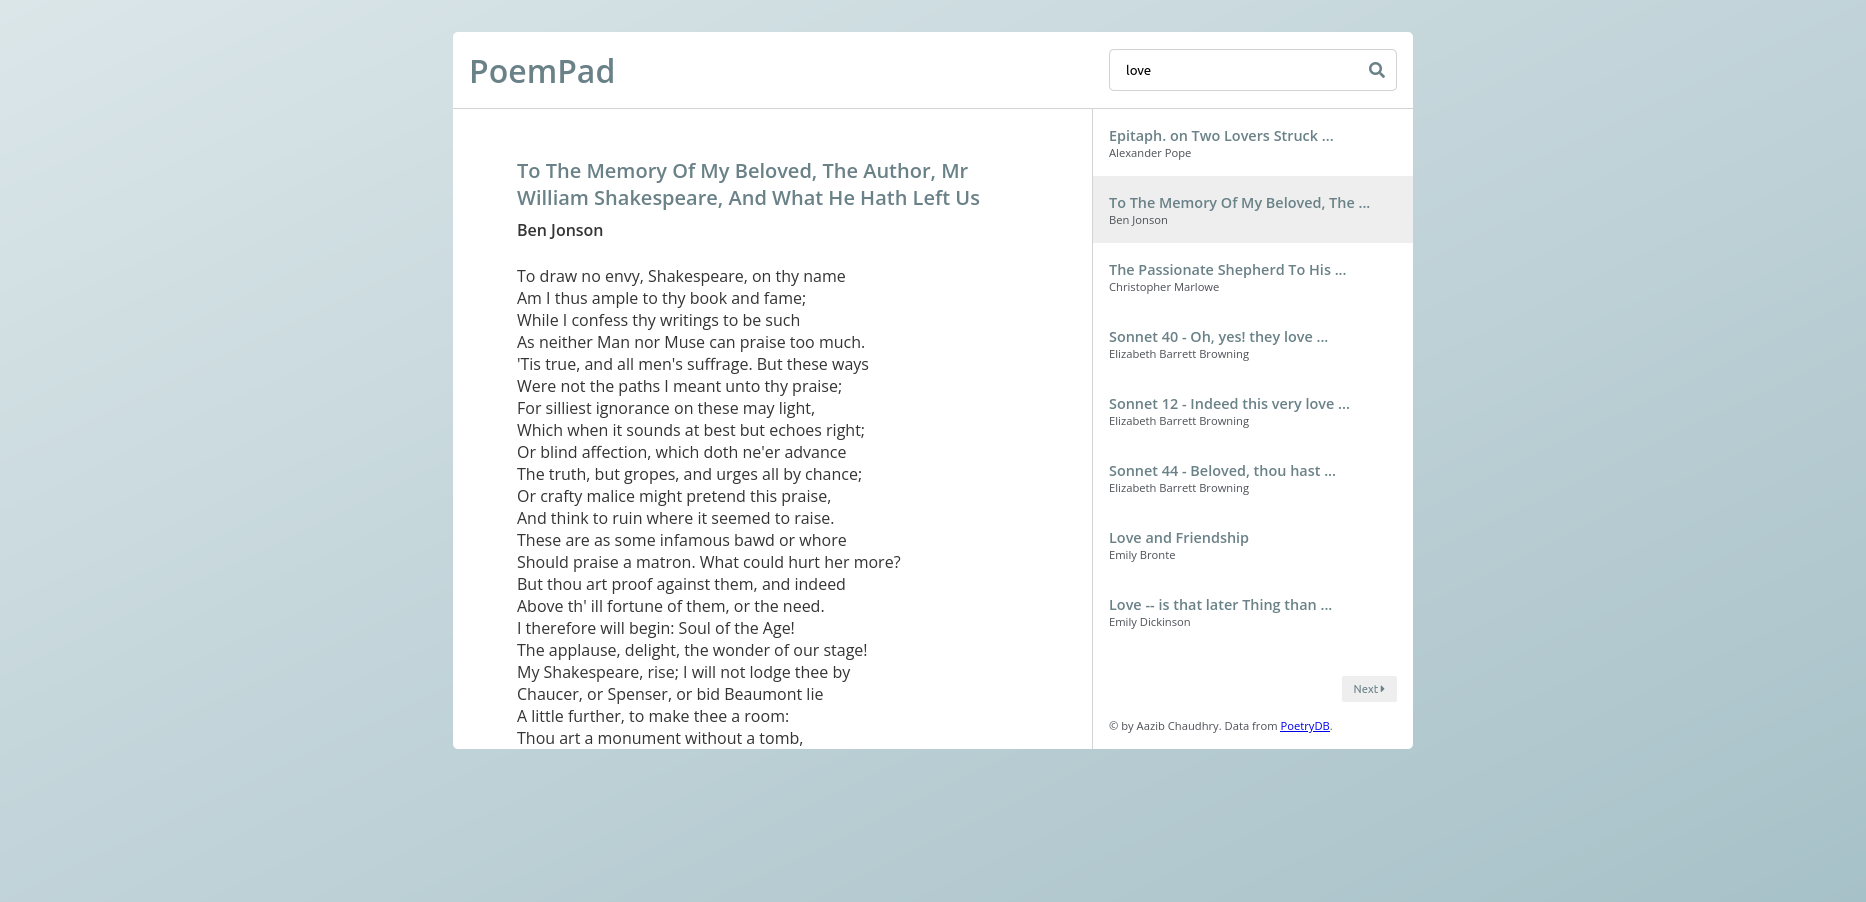 PoemPad
love
To The Memory Of My Beloved, The Author, Mr
William Shakespeare, And What He Hath Left Us
Ben Jonson
To draw no envy, Shakespeare, on thy name
Am I thus ample to thy book and fame;
While I confess thy writings to be such
As neither Man nor Muse can praise too much.
'Tis true, and all men's suffrage. But these ways
Were not the paths I meant unto thy praise;
For silliest ignorance on these may light,
Which when it sounds at best but echoes right;
Or blind affection, which doth ne'er advance
The truth, but gropes, and urges all by chance;
Or crafty malice might pretend this praise,
And think to ruin where it seemed to raise.
These are as some infamous bawd or whore
Should praise a matron. What could hurt her more?
But thou art proof against them, and indeed
Above th' ill fortune of them, or the need.
I therefore will begin: Soul of the Age!
The applause, delight, the wonder of our stage!
My Shakespeare, rise; I will not lodge thee by
Chaucer, or Spenser, or bid Beaumont lie
A little further, to make thee a room:
Thou art a monument without a tomb,
Epitaph. on Two Lovers Struck ...
Alexander Pope
To The Memory Of My Beloved, The ...
Ben Jonson
The Passionate Shepherd To His ...
Christopher Marlowe
Sonnet 40 - Oh, yes! they love ...
Elizabeth Barrett Browning
Sonnet 12 - Indeed this very love ...
Elizabeth Barrett Browning
Sonnet 44 - Beloved, thou hast ...
Elizabeth Barrett Browning
Love and Friendship
Emily Bronte
Love -- is that later Thing than ...
Emily Dickinson
Next
© by Aazib Chaudhry. Data from PoetryDB.